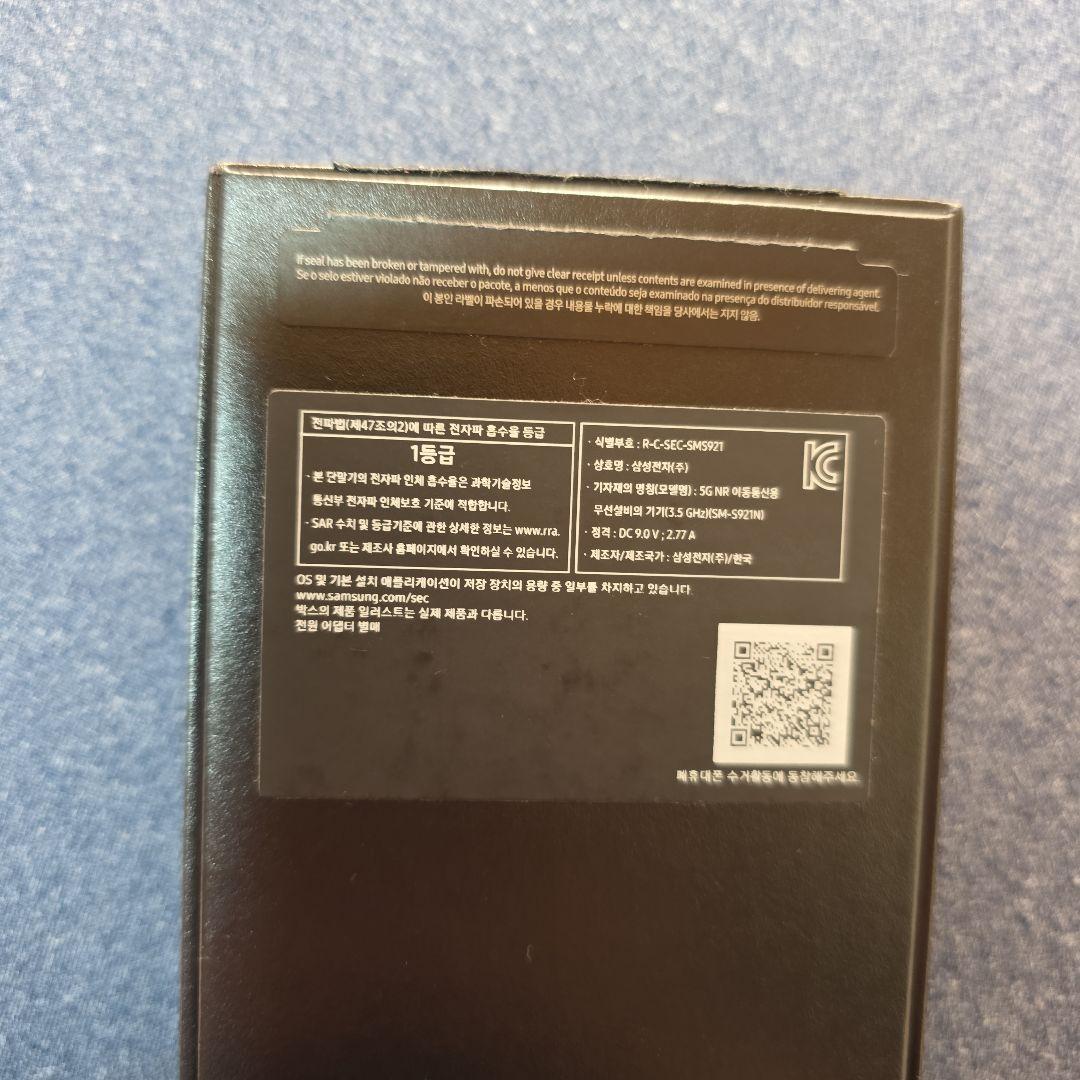 If seal has been broken or tampered with, do not give clear receipt unless contents are examined in presence of delivering agent.
Se o selo estiver violado não receber o pacote, a menos que o conteúdo seja examinado na presença do distribuidor responsável.
이 봉인 라벨이 파손되어 있을 경우 내용물 누락에 대한 책임을 당사에서는 지지 않음.
전파법(제47조의2)에 따른 전자파 흡수율 등급
1등급
· 본 단말기의 전자파 인체 흡수율은 과학기술정보
통신부 전자파 인체보호 기준에 적합합니다.
· SAR 수치 및 등급기준에 관한 상세한 정보는 www.rra.
go.kr 또는 제조사 홈페이지에서 확인하실 수 있습니다.
· 식별부호 : R-C-SEC-SMS921
· 상호명 : 삼성전자(주)
· 기자재의 명칭(모델명) : 5G NR 이동통신용
무선설비의 기기(3.5 GHz)(SM-S921N)
· 정격 : DC 9.0 V ; 2.77 A
· 제조자/제조국가 : 삼성전자(주)/한국
OS 및 기본 설치 애플리케이션이 저장 장치의 용량 중 일부를 차지하고 있습니다.
www.samsung.com/sec
박스의 제품 일러스트는 실제 제품과 다릅니다.
전원 어댑터 별매
폐휴대폰 수거활동에 동참해주세요.